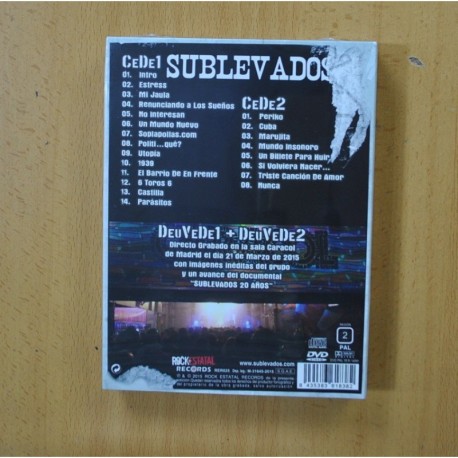 CeDe1 SUBLEVADOS
01. Intro
02. Estress
03. Mi Jaula
04. Renunciando a Los Sueños
05. No Interesan
06. Un Mundo Nuevo
07. Soplapollas.com
08. Politi...qué?
09. Utopia
10. 1939
11. El Barrio De En Frente
12. 6 Toros 6
13. Castilla
14. Parásitos
CeDe2
01. Perico
02. Cuba
03. Marujita
04. Mundo Insonoro
05. Un Billete Para Huir
06. Si Volviera Nacer...
07. Triste Canción De Amor
08. Nunca
DeuVeDe1 + DeuVeDe2
Directo Grabado en la sala Caracol
de Madrid el día 21 de Marzo de 2015
con imágenes inéditas del grupo
y un avance del documental
"SUBLEVADOS 20 AÑOS"
2
PAL
DVD
ROCK ESTATAL
RECORDS
www.sublevados.com